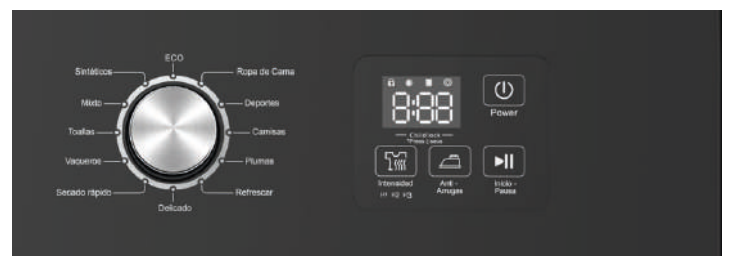 ECO
Sintéticos
Ropa de Cama
Mixto
Deportes
Toallas
Camisas
Vaqueros
Plumas
Secado rápido
Refrescar
Delicado
8:88
Power
Intensidad
Anti -
Arrugas
Inicio -
Pausa